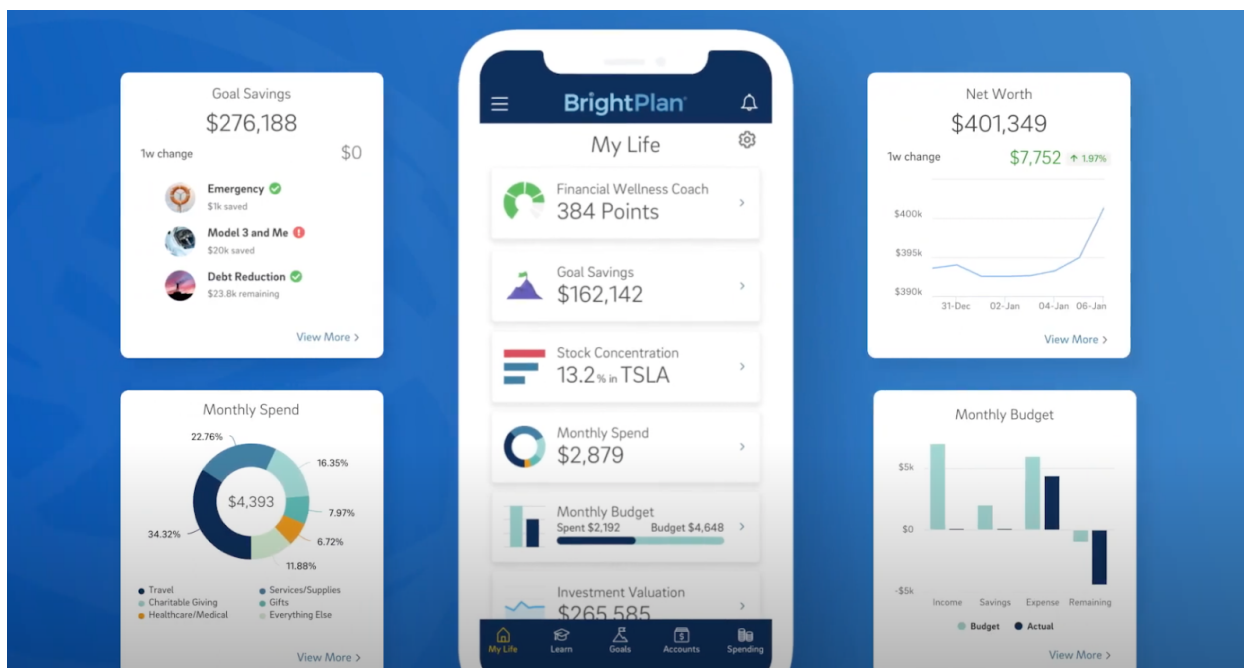 Goal Savings
$276,188
1w change $0
Emergency
$1k saved
Model 3 and Me
$20k saved
Debt Reduction
$23.8k remaining
View More >
Monthly Spend
22.76%
16.35%
$4,393
7.97%
34.32%
6.72%
11.88%
Travel Services/Supplies
Charitable Giving Gifts
Healthcare/Medical Everything Else
View More >
BrightPlan
My Life
Financial Wellness Coach
384 Points
Goal Savings
$162,142
Stock Concentration
13.2% in TSLA
Monthly Spend
$2,879
Monthly Budget
Spent $2,192 Budget $4,648
Investment Valuation
$265,585
My Life Learn Goals Accounts Spending
Net Worth
$401,349
1w change $7,752 ↑ 1.97%
$400k
$395k
$390k
31-Dec 02-Jan 04-Jan 06-Jan
View More >
Monthly Budget
$5k
$0
-$5k
Income Savings Expense Remaining
Budget Actual
View More >